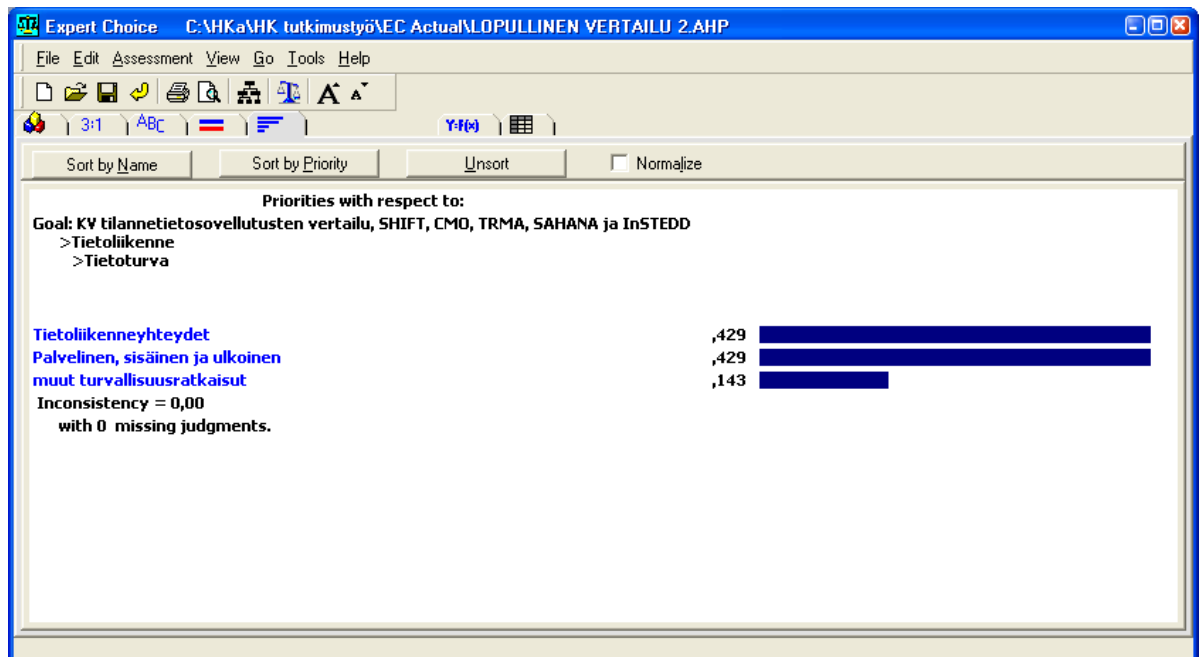 Expert Choice C:\HKa\HK tutkimustyö\EC Actual\LOPULLINEN VERTAILU 2.AHP
File Edit Assessment View Go Tools Help
A A
3:1 ABC Y=F(x)
Sort by Name Sort by Priority Unsort Normalize
Priorities with respect to:
Goal: KV tilannetietosovellutusten vertailu, SHIFT, CMO, TRMA, SAHANA ja InSTEDD
>Tietoliikenne
>Tietoturva
Tietoliikenneyhteydet ,429
Palvelinen, sisäinen ja ulkoinen ,429
muut turvallisuusratkaisut ,143
Inconsistency = 0,00
with 0 missing judgments.